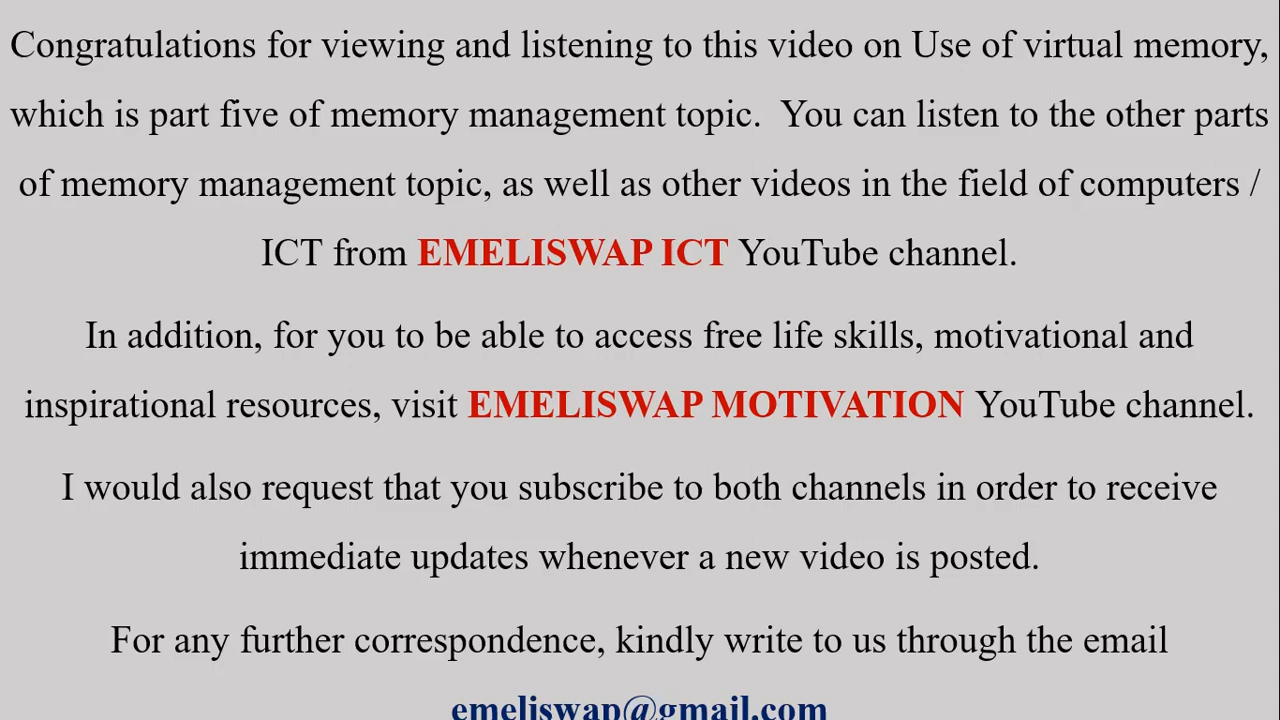 Congratulations for viewing and listening to this video on Use of virtual memory,
which is part five of memory management topic.  You can listen to the other parts
of memory management topic, as well as other videos in the field of computers /
ICT from EMELISWAP ICT YouTube channel.
In addition, for you to be able to access free life skills, motivational and
inspirational resources, visit EMELISWAP MOTIVATION YouTube channel.
I would also request that you subscribe to both channels in order to receive
immediate updates whenever a new video is posted.
For any further correspondence, kindly write to us through the email
emeliswap@gmail.com